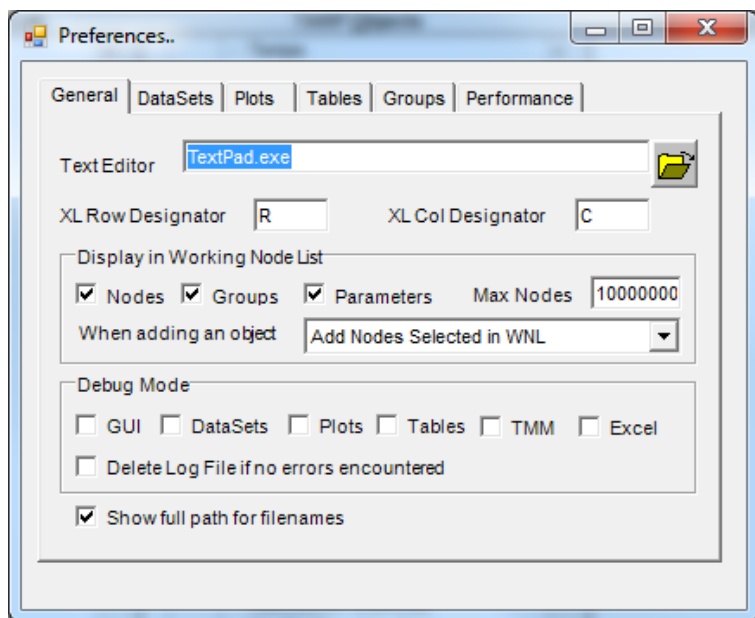 Preferences..
General DataSets Plots Tables Groups Performance
Text Editor TextPad.exe
XL Row Designator R XL Col Designator C
Display in Working Node List
Nodes Groups Parameters Max Nodes 10000000
When adding an object Add Nodes Selected in WNL
Debug Mode
GUI DataSets Plots Tables TMM Excel
Delete Log File if no errors encountered
Show full path for filenames